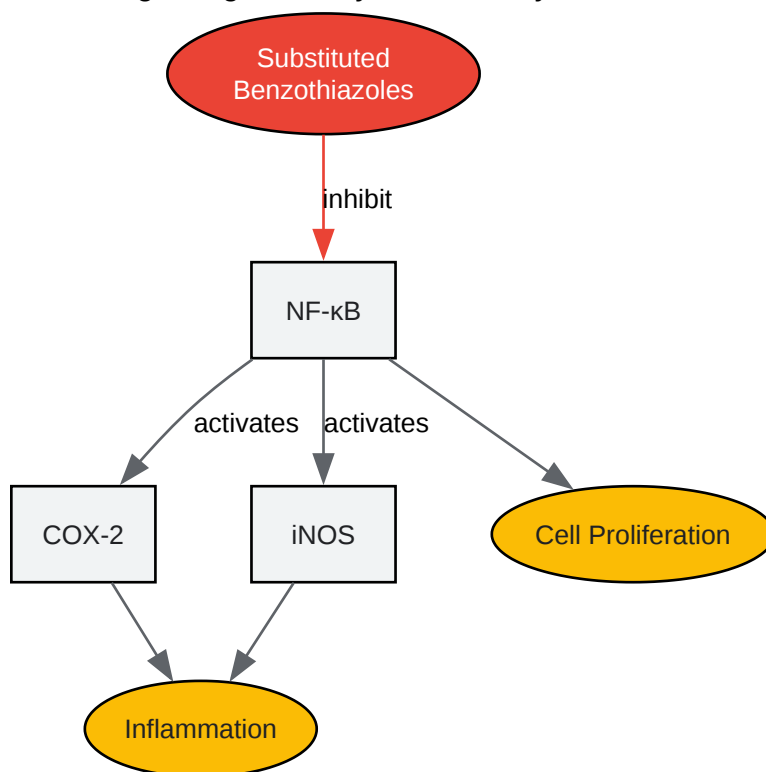 Substituted
Benzothiazoles
inhibit
NF-κB
activates
activates
COX-2
iNOS
Cell Proliferation
Inflammation